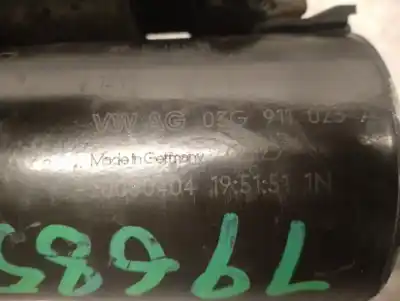 VW AG 03G 911 023 A
Made in Germany
19:51:51 1N
79685